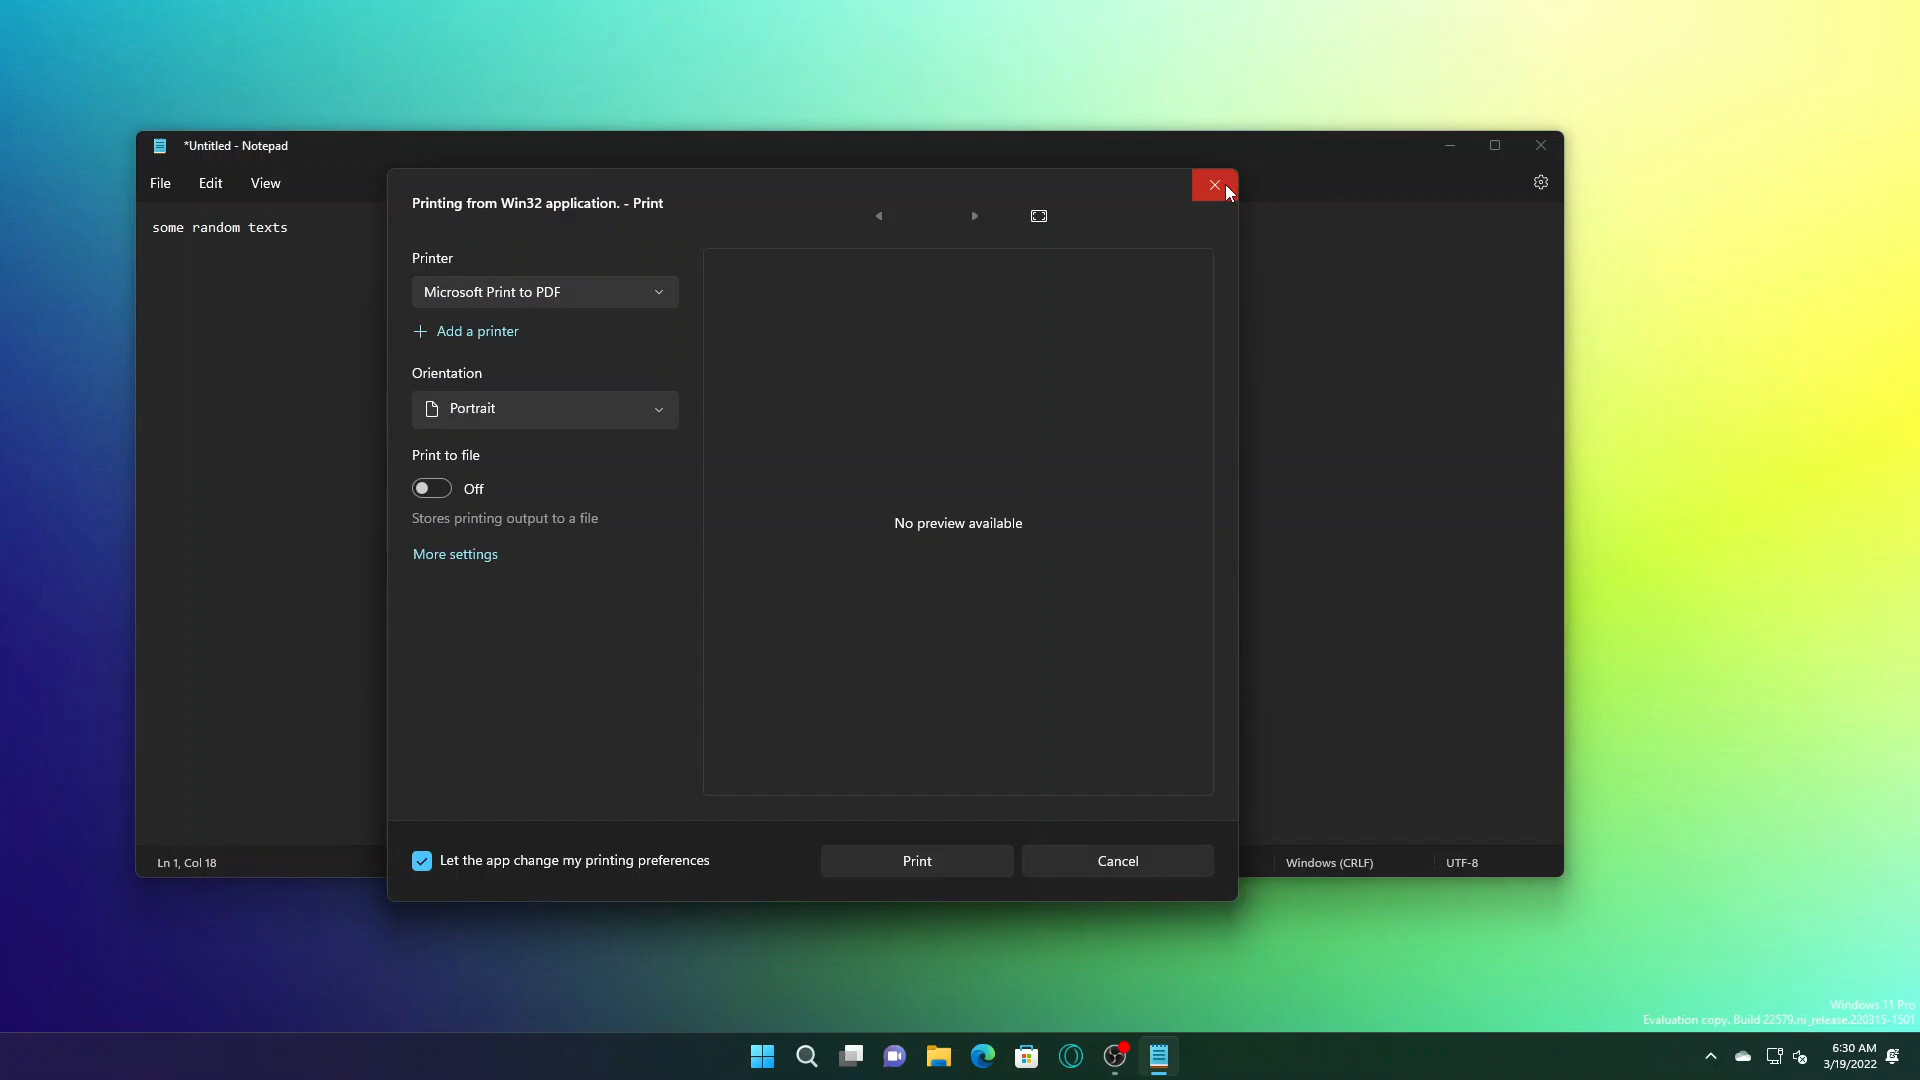 *Untitled - Notepad
File Edit View
some random texts
Printing from Win32 application. - Print
Printer
Microsoft Print to PDF
Add a printer
Orientation
Portrait
Print to file
Off
Stores printing output to a file
More settings
No preview available
Let the app change my printing preferences
Print
Cancel
Ln 1, Col 18
Windows (CRLF)
UTF-8
Windows 11 Pro
Evaluation copy. Build 22579.ni_release.220315-1501
6:30 AM
3/19/2022